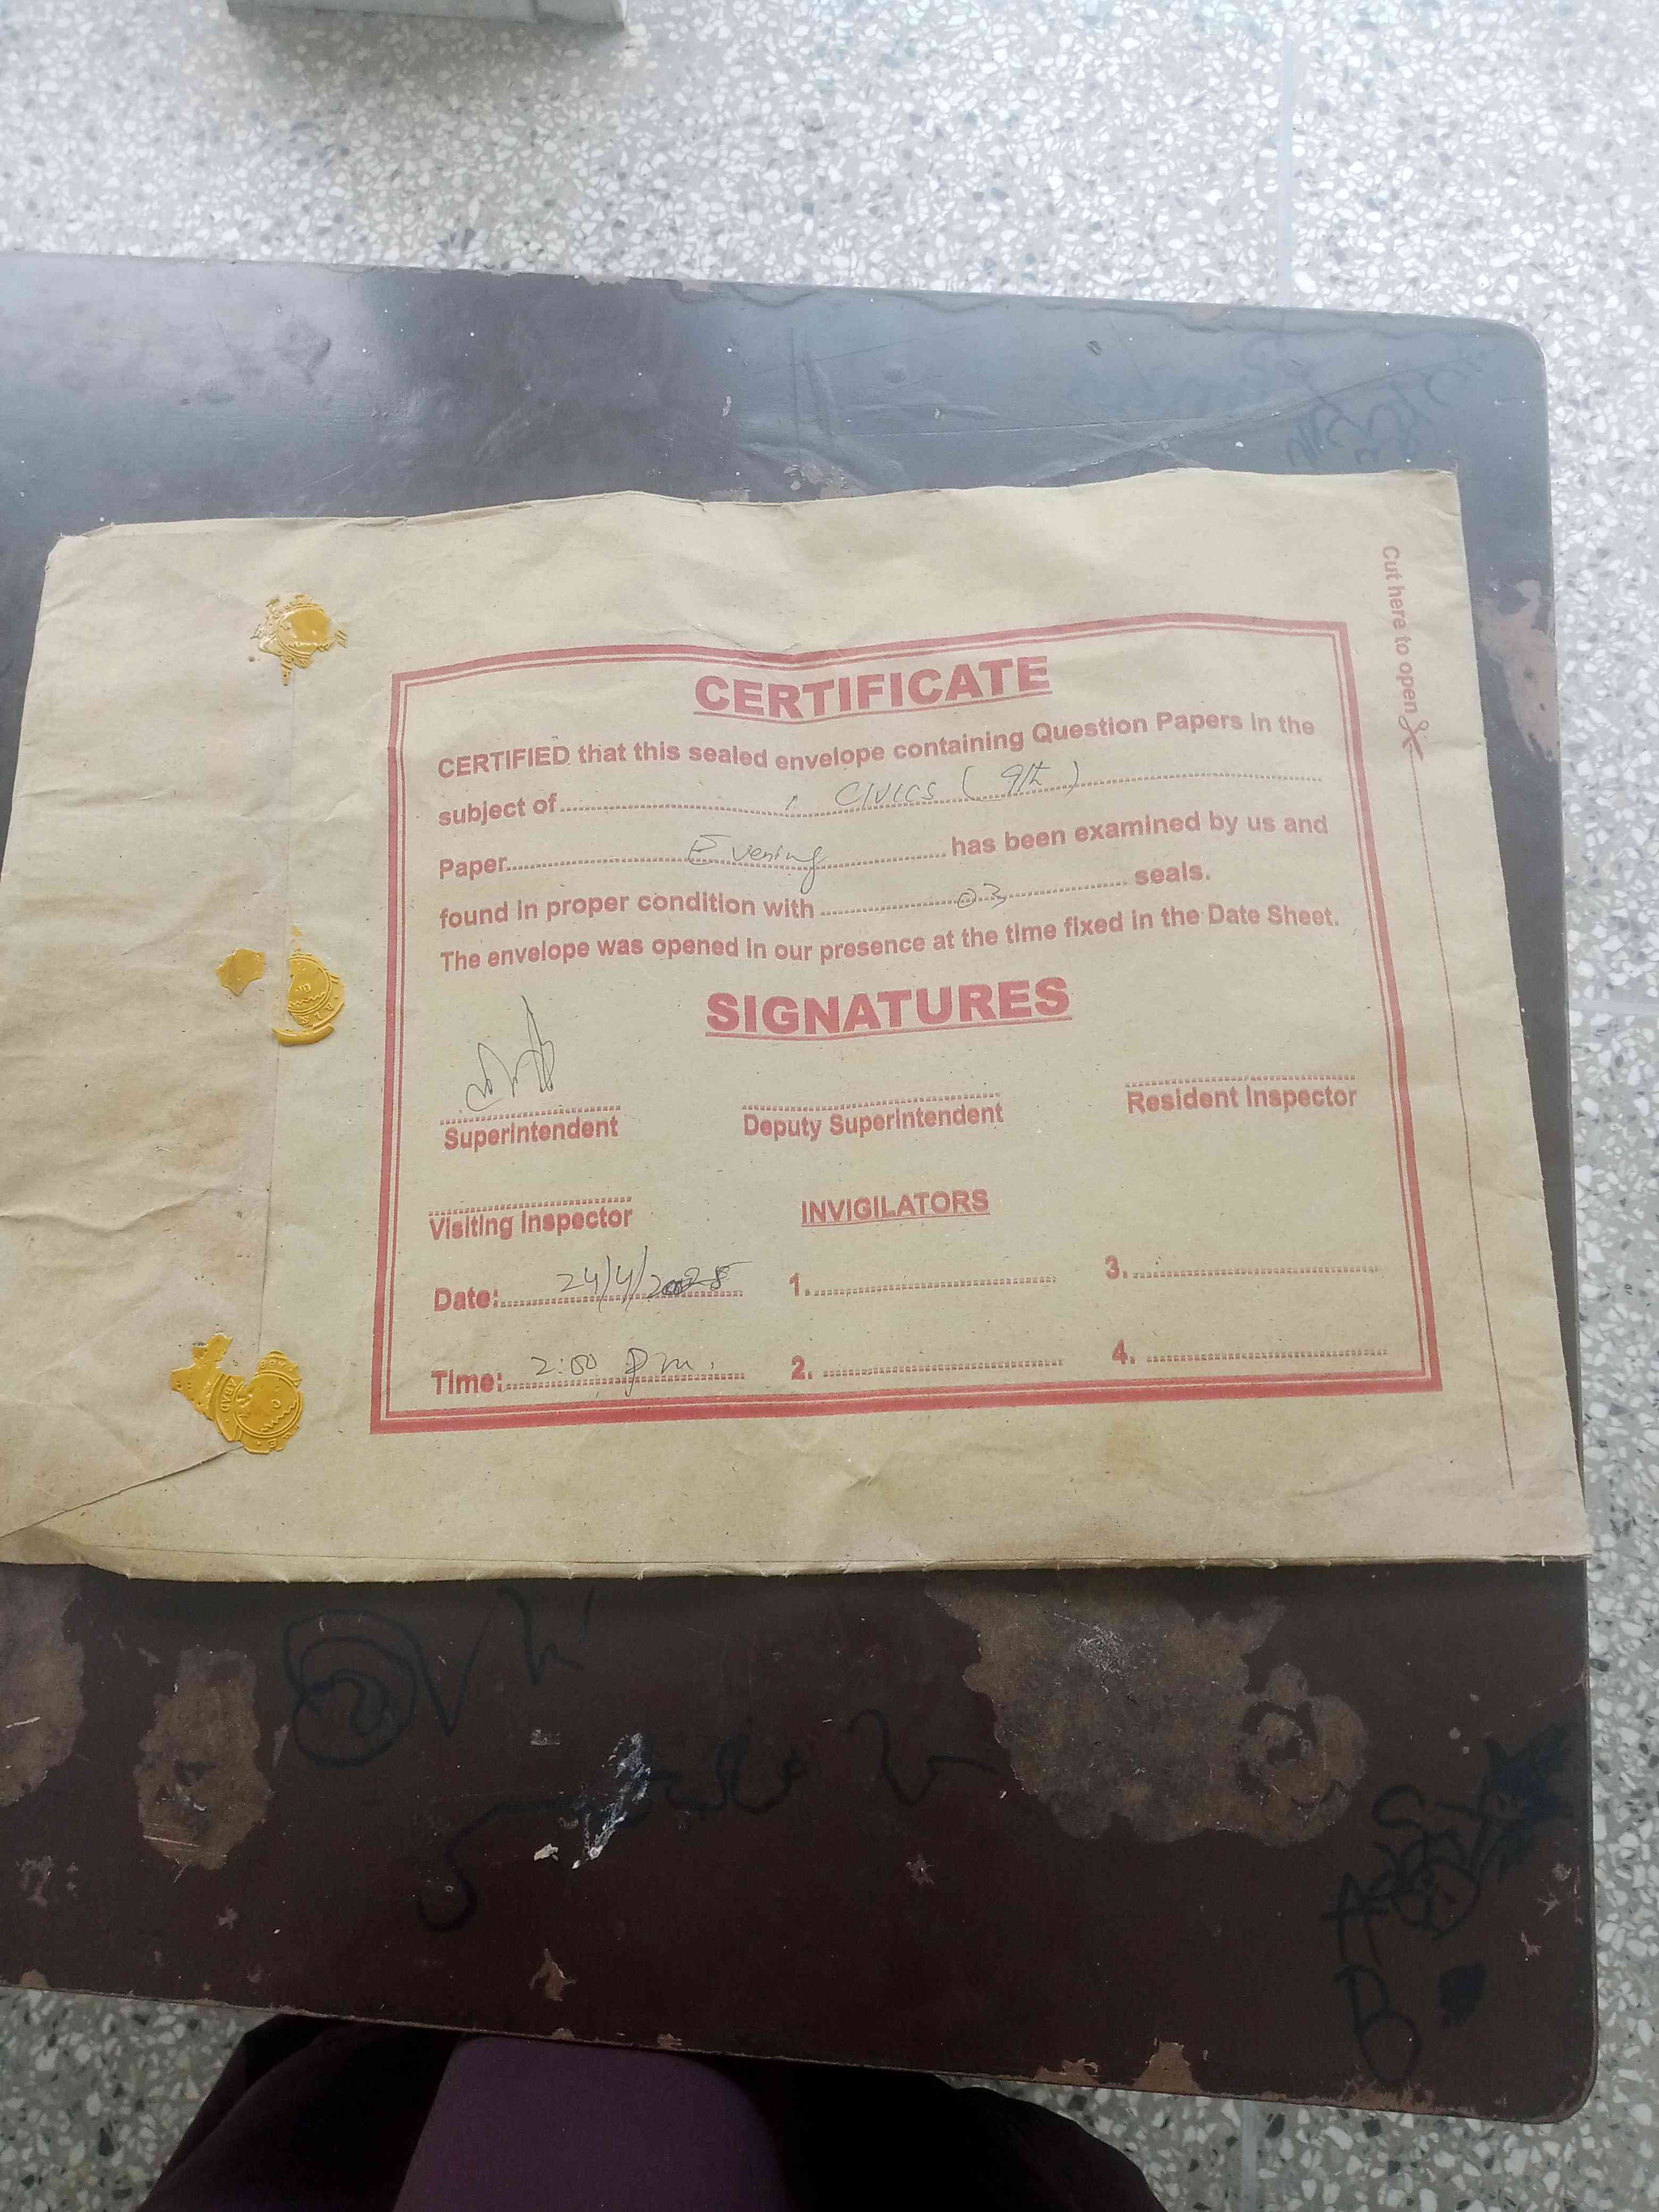 Cut here to open
CERTIFICATE
CERTIFIED that this sealed envelope containing Question Papers in the
subject of.................... Civics (9th)....................
Paper.................... Evening.................... has been examined by us and
found in proper condition with .................... 03.................... seals.
The envelope was opened in our presence at the time fixed in the Date Sheet.
SIGNATURES
Superintendent Deputy Superintendent Resident Inspector
Visiting Inspector INVIGILATORS
Date: 24/4/2025 1. .................... 3. ....................
Time: 2:00 pm. 2. .................... 4. ....................